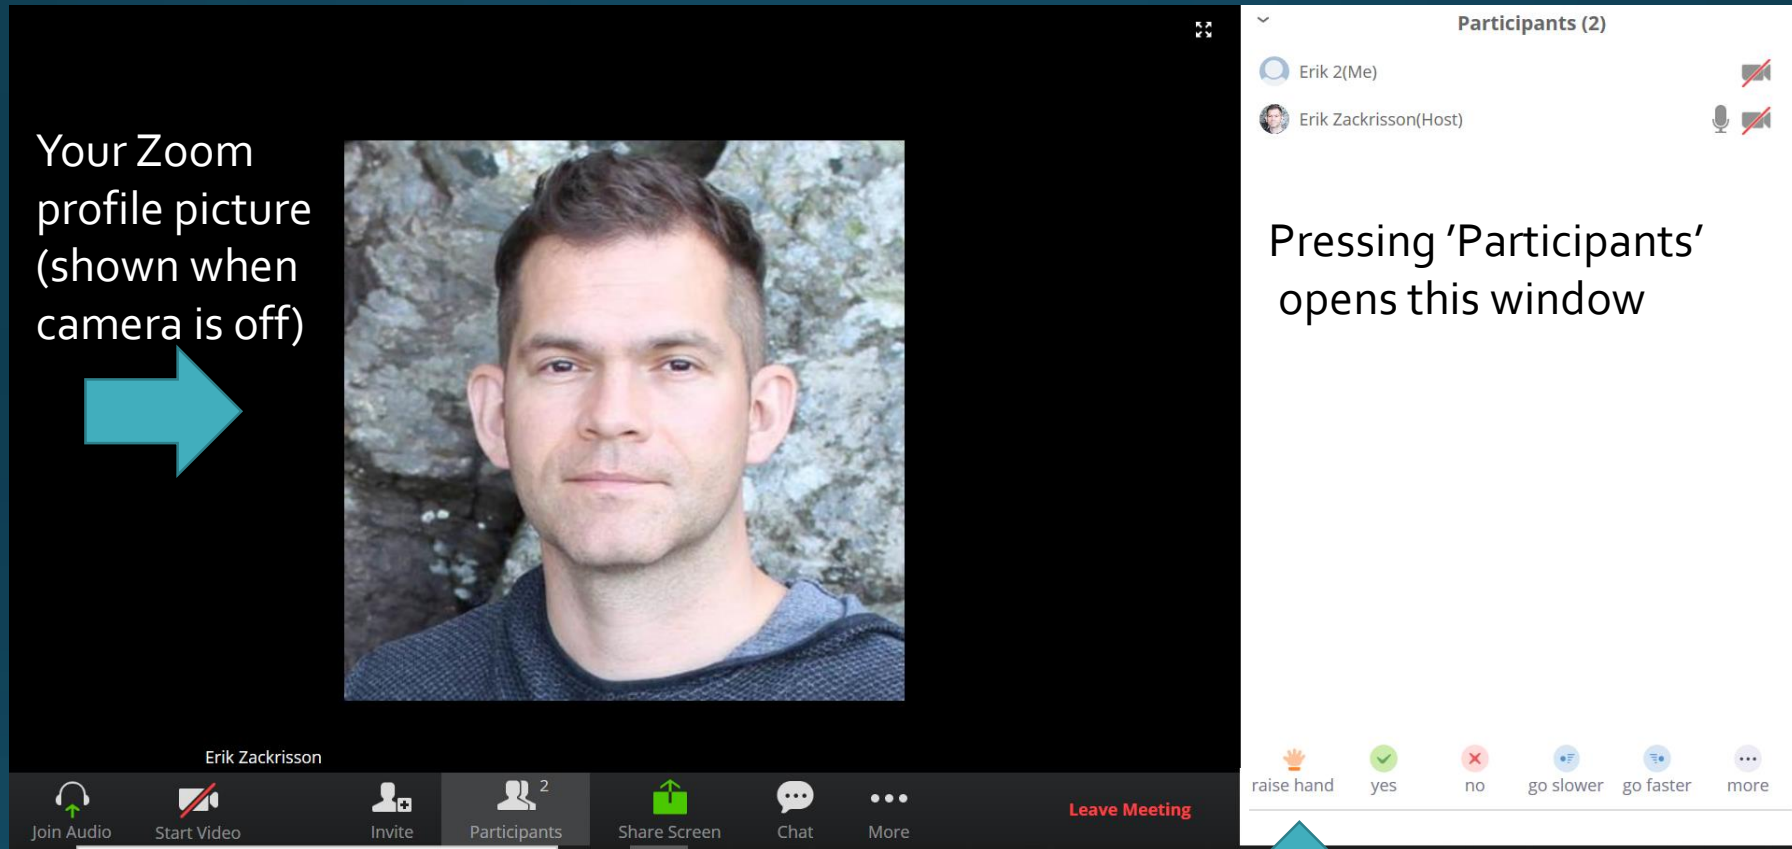 Your Zoom
profile picture
(shown when
camera is off)
Erik Zackrisson
Join Audio
Start Video
Invite
Participants
2
Share Screen
Chat
More
Leave Meeting
Participants (2)
Erik 2(Me)
Erik Zackrisson(Host)
Pressing ’Participants’
opens this window
raise hand
yes
no
go slower
go faster
more